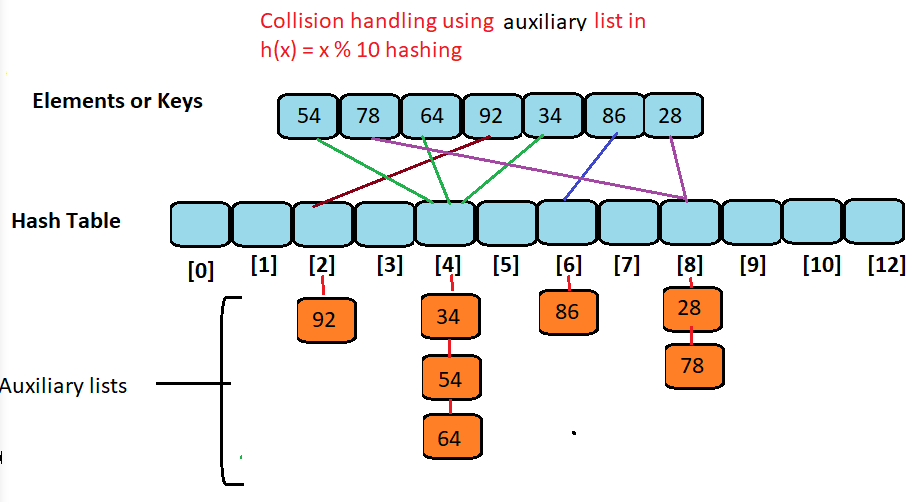 Collision handling using auxiliary list in
h(x) = x % 10 hashing
Elements or Keys
54 78 64 92 34 86 28
Hash Table
[0] [1] [2] [3] [4] [5] [6] [7] [8] [9] [10] [12]
92 34 86 28
54 78
Auxiliary lists
64